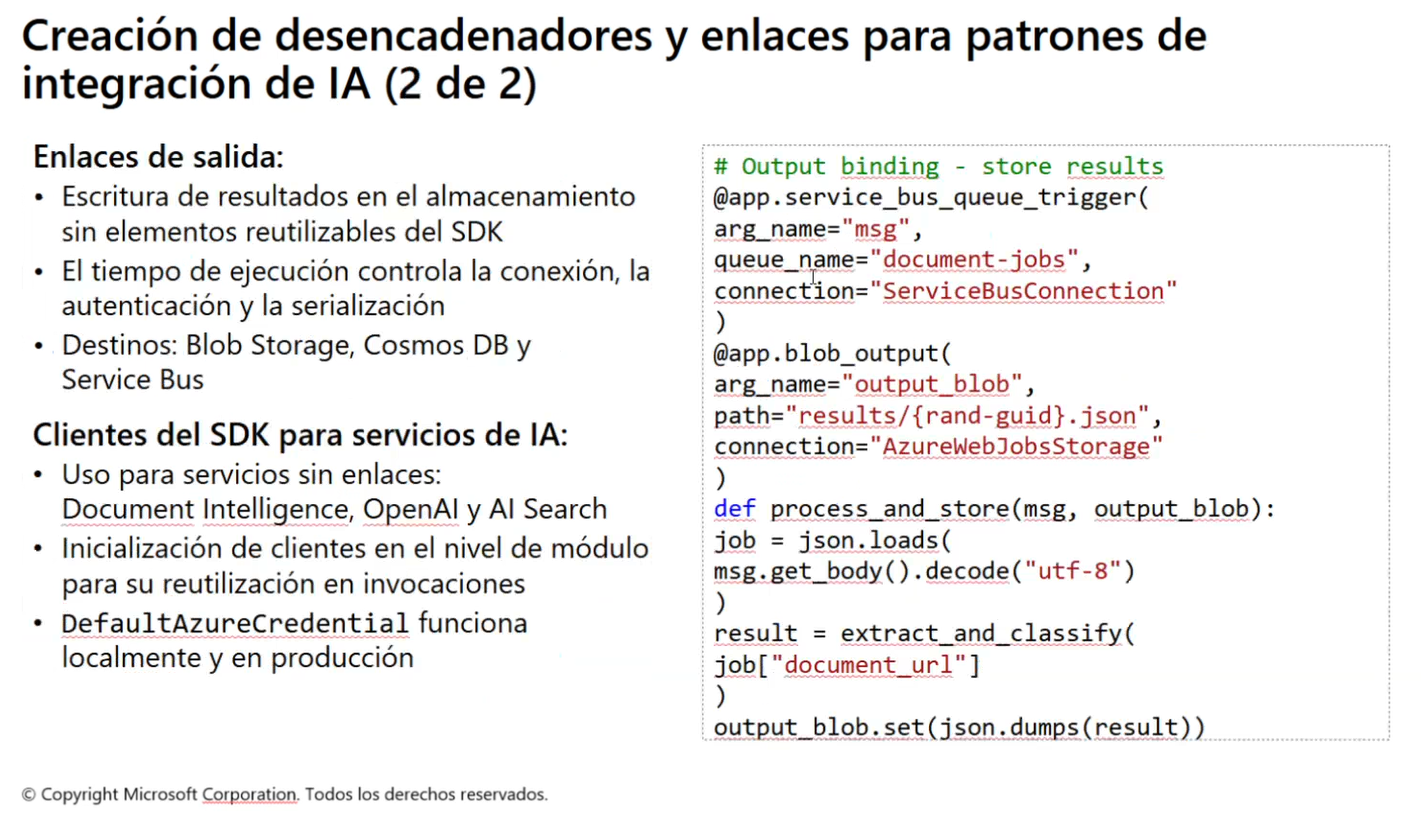 Creación de desencadenadores y enlaces para patrones de
integración de IA (2 de 2)
Enlaces de salida:
• Escritura de resultados en el almacenamiento
sin elementos reutilizables del SDK
• El tiempo de ejecución controla la conexión, la
autenticación y la serialización
• Destinos: Blob Storage, Cosmos DB y
Service Bus
Clientes del SDK para servicios de IA:
• Uso para servicios sin enlaces:
Document Intelligence, OpenAI y AI Search
• Inicialización de clientes en el nivel de módulo
para su reutilización en invocaciones
• DefaultAzureCredential funciona
localmente y en producción
# Output binding - store results
@app.service_bus_queue_trigger(
arg_name="msg",
queue_name="document-jobs",
connection="ServiceBusConnection"
)
@app.blob_output(
arg_name="output_blob",
path="results/{rand-guid}.json",
connection="AzureWebJobsStorage"
)
def process_and_store(msg, output_blob):
job = json.loads(
msg.get_body().decode("utf-8")
)
result = extract_and_classify(
job["document_url"]
)
output_blob.set(json.dumps(result))
© Copyright Microsoft Corporation. Todos los derechos reservados.